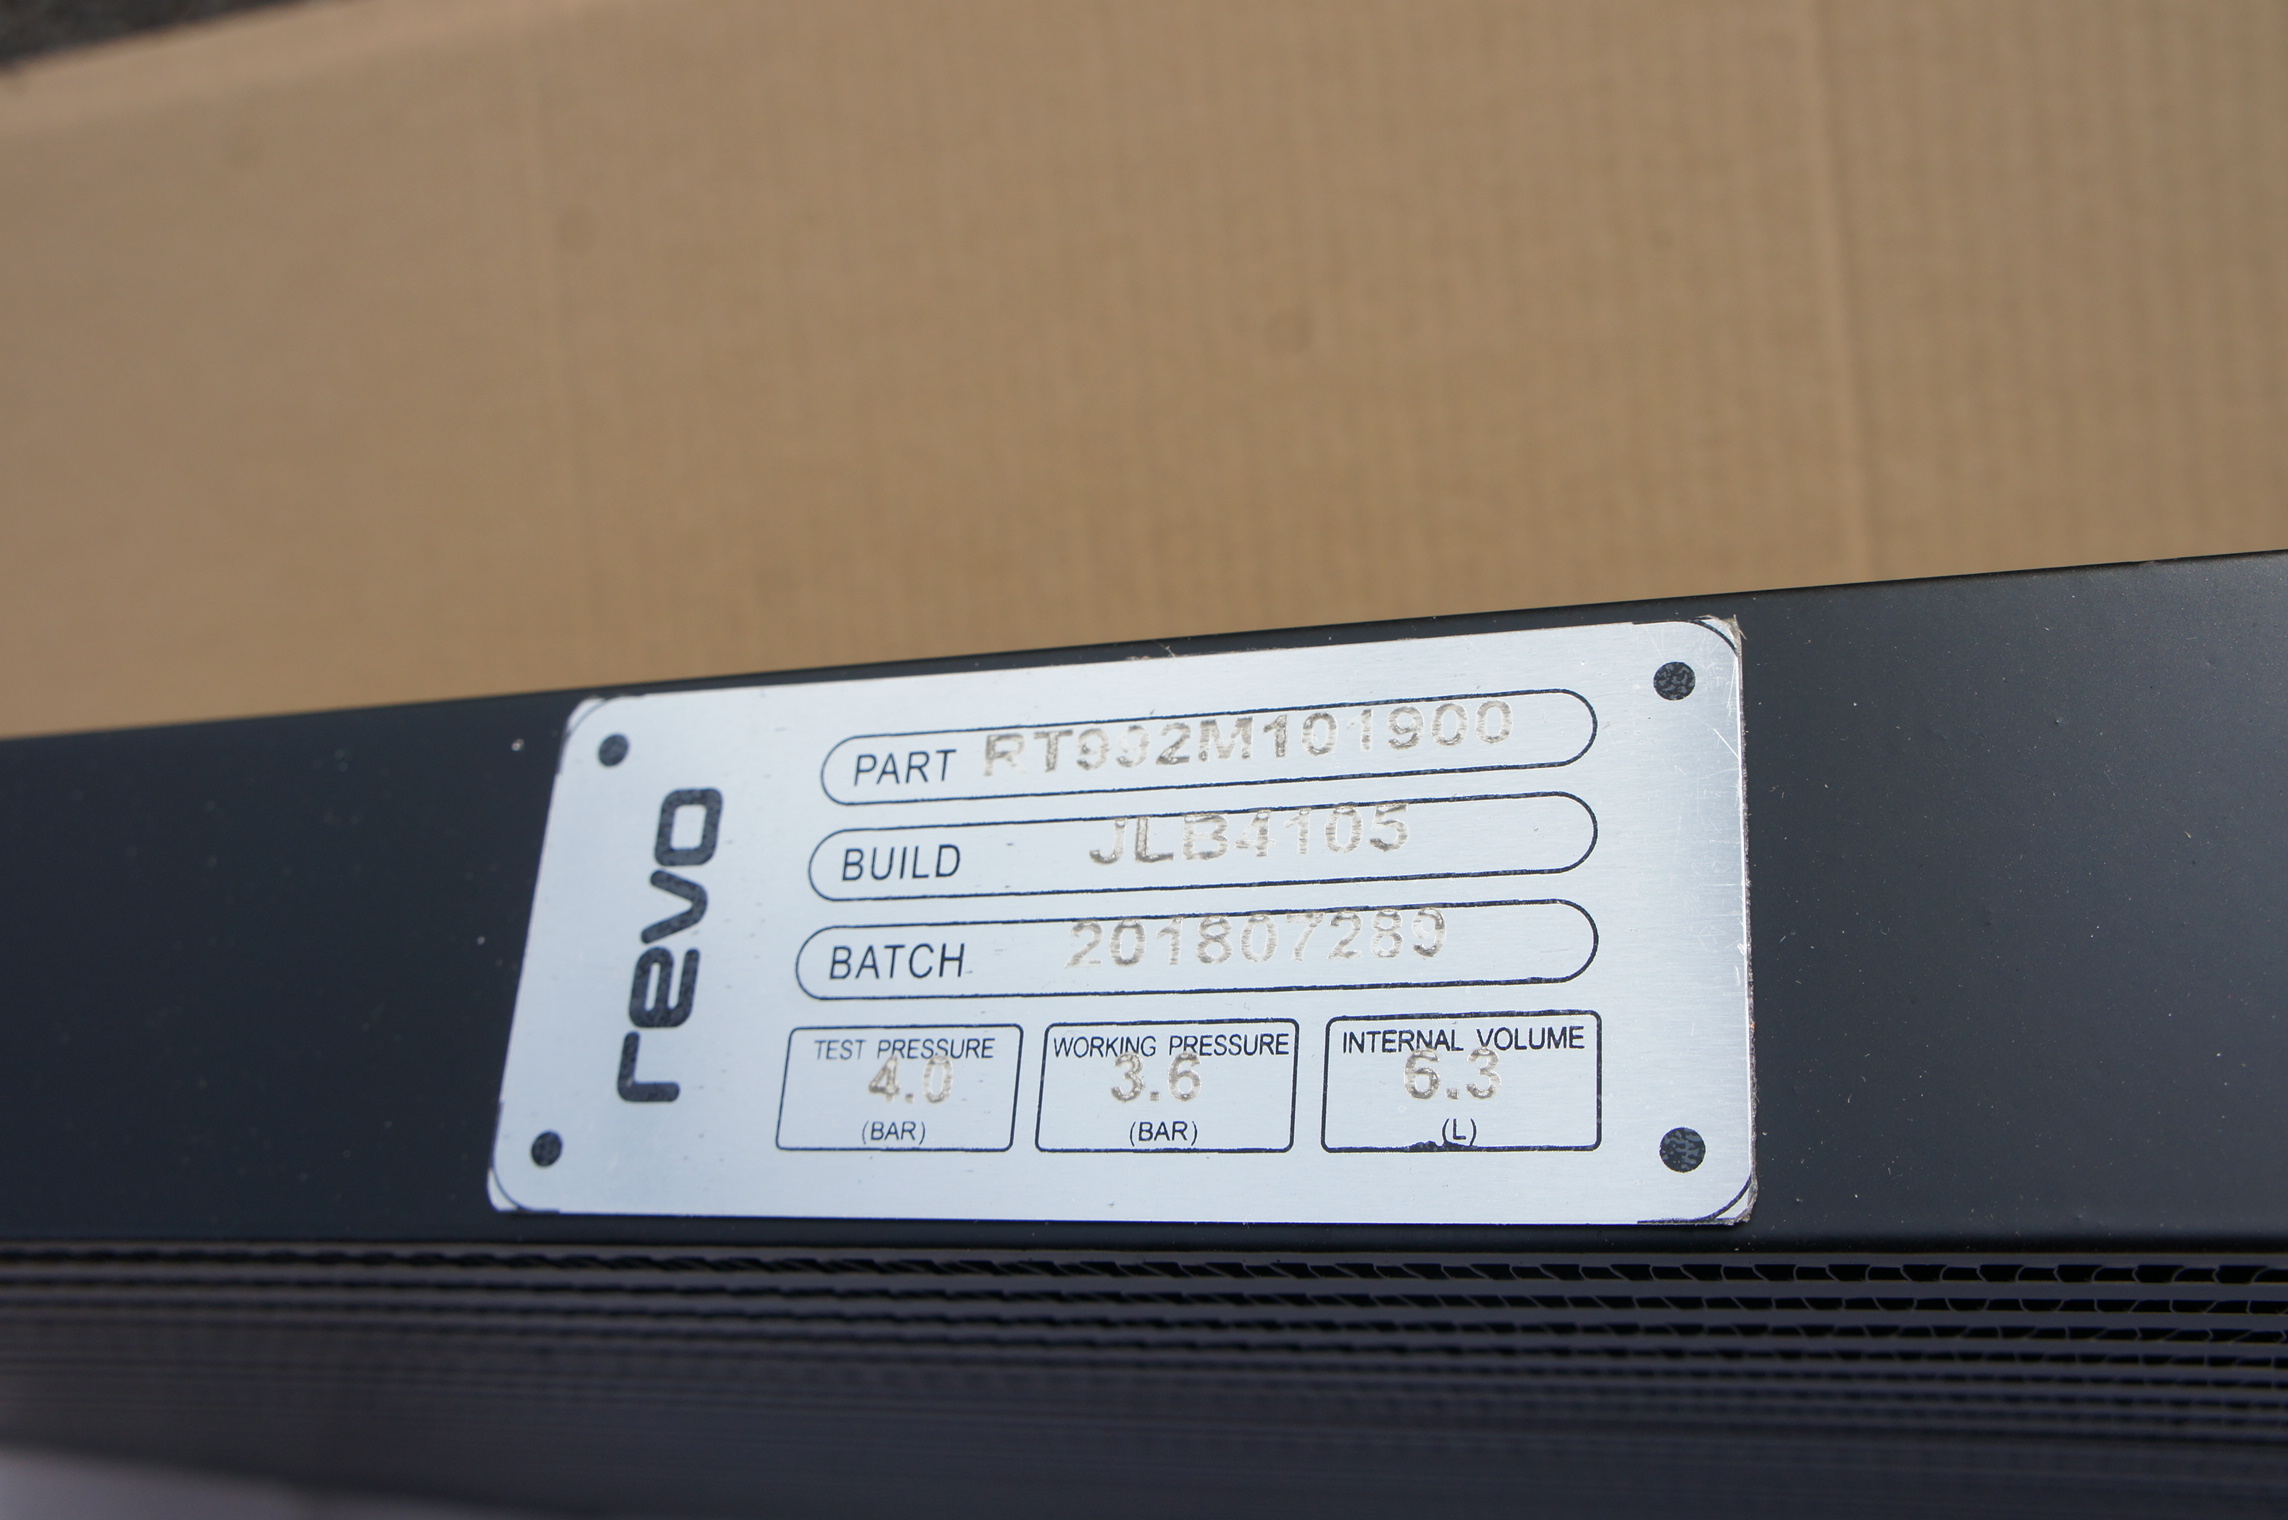 revo
PART RT992M101900
BUILD JLB4105
BATCH 201807289
TEST PRESSURE
4.0
(BAR)
WORKING PRESSURE
3.6
(BAR)
INTERNAL VOLUME
6.3
(L)